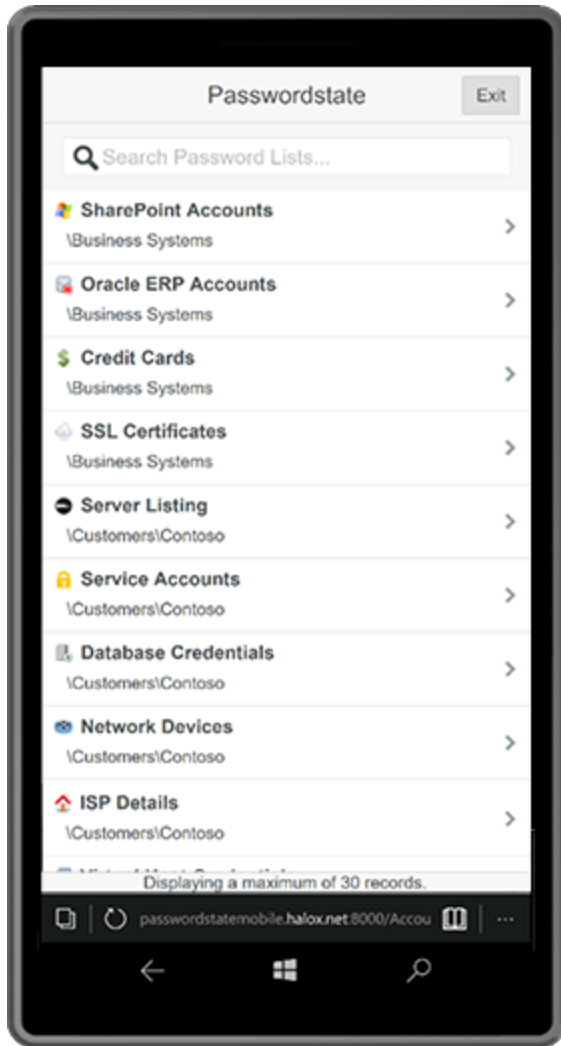 Passwordstate
Exit
Search Password Lists...
SharePoint Accounts
\Business Systems
Oracle ERP Accounts
\Business Systems
Credit Cards
\Business Systems
SSL Certificates
\Business Systems
Server Listing
\Customers\Contoso
Service Accounts
\Customers\Contoso
Database Credentials
\Customers\Contoso
Network Devices
\Customers\Contoso
ISP Details
\Customers\Contoso
Displaying a maximum of 30 records.
passwordstatemobile.halox.net:8000/Accou